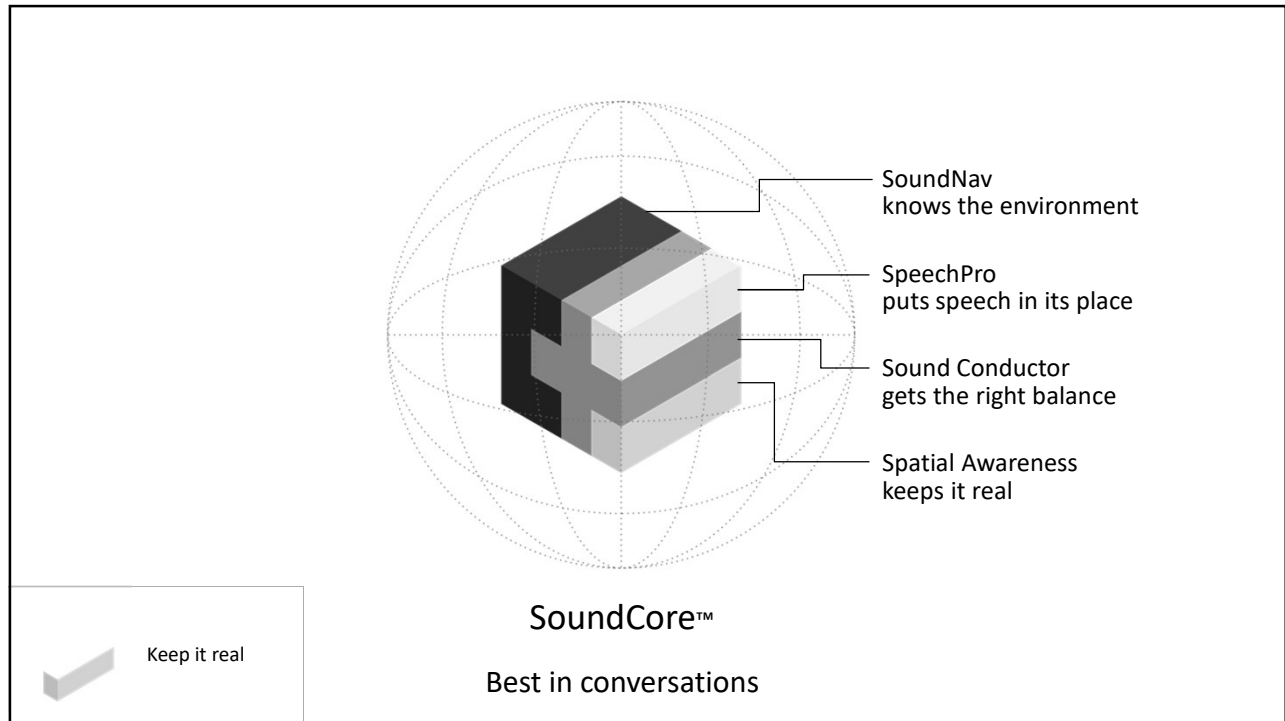 SoundNav
knows the environment
SpeechPro
puts speech in its place
Sound Conductor
gets the right balance
Spatial Awareness
keeps it real
SoundCore™
Best in conversations
Keep it real